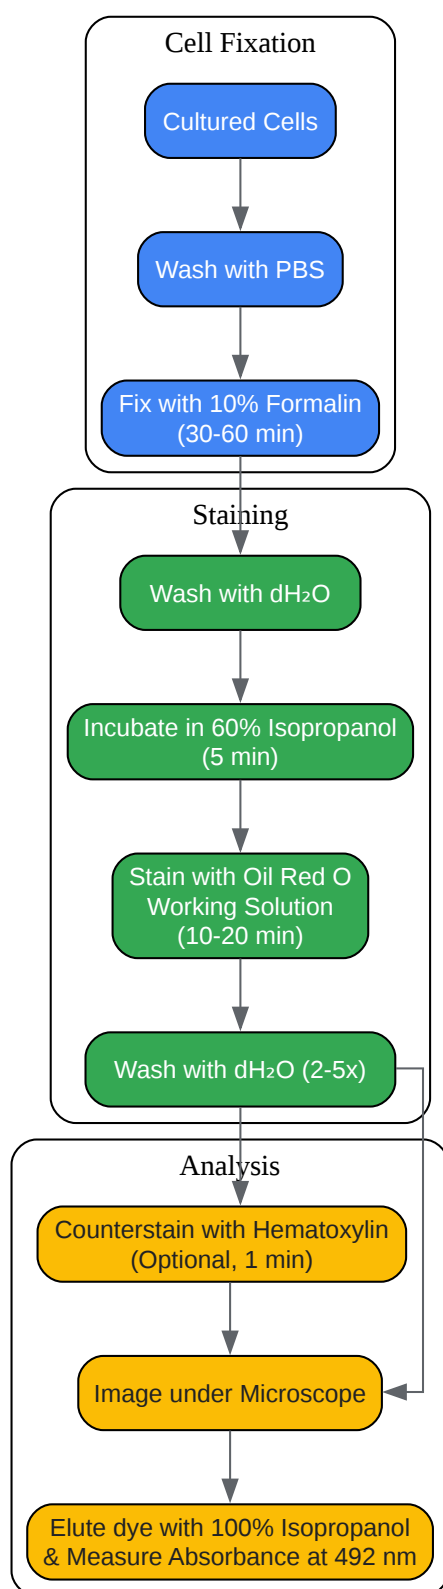 Cell Fixation
Cultured Cells
Wash with PBS
Fix with 10% Formalin
(30-60 min)
Staining
Wash with dH₂O
Incubate in 60% Isopropanol
(5 min)
Stain with Oil Red O
Working Solution
(10-20 min)
Wash with dH₂O (2-5x)
Analysis
Counterstain with Hematoxylin
(Optional, 1 min)
Image under Microscope
Elute dye with 100% Isopropanol
& Measure Absorbance at 492 nm